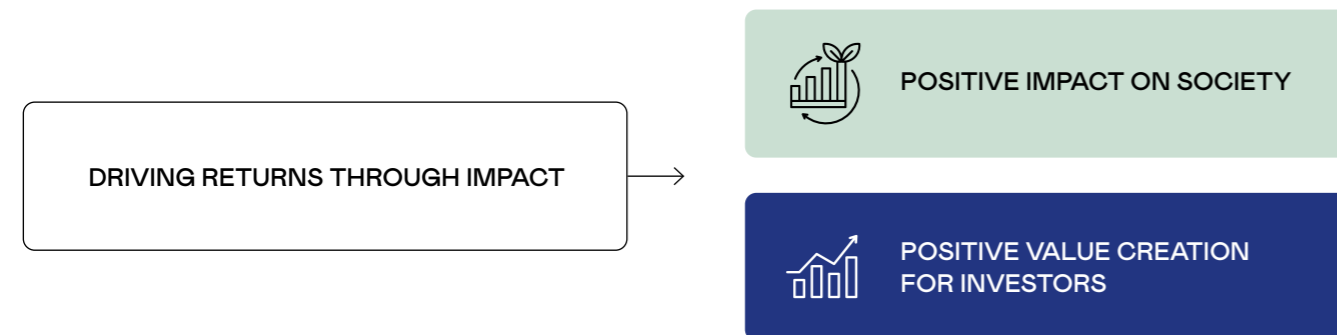 DRIVING RETURNS THROUGH IMPACT
POSITIVE IMPACT ON SOCIETY
POSITIVE VALUE CREATION
FOR INVESTORS